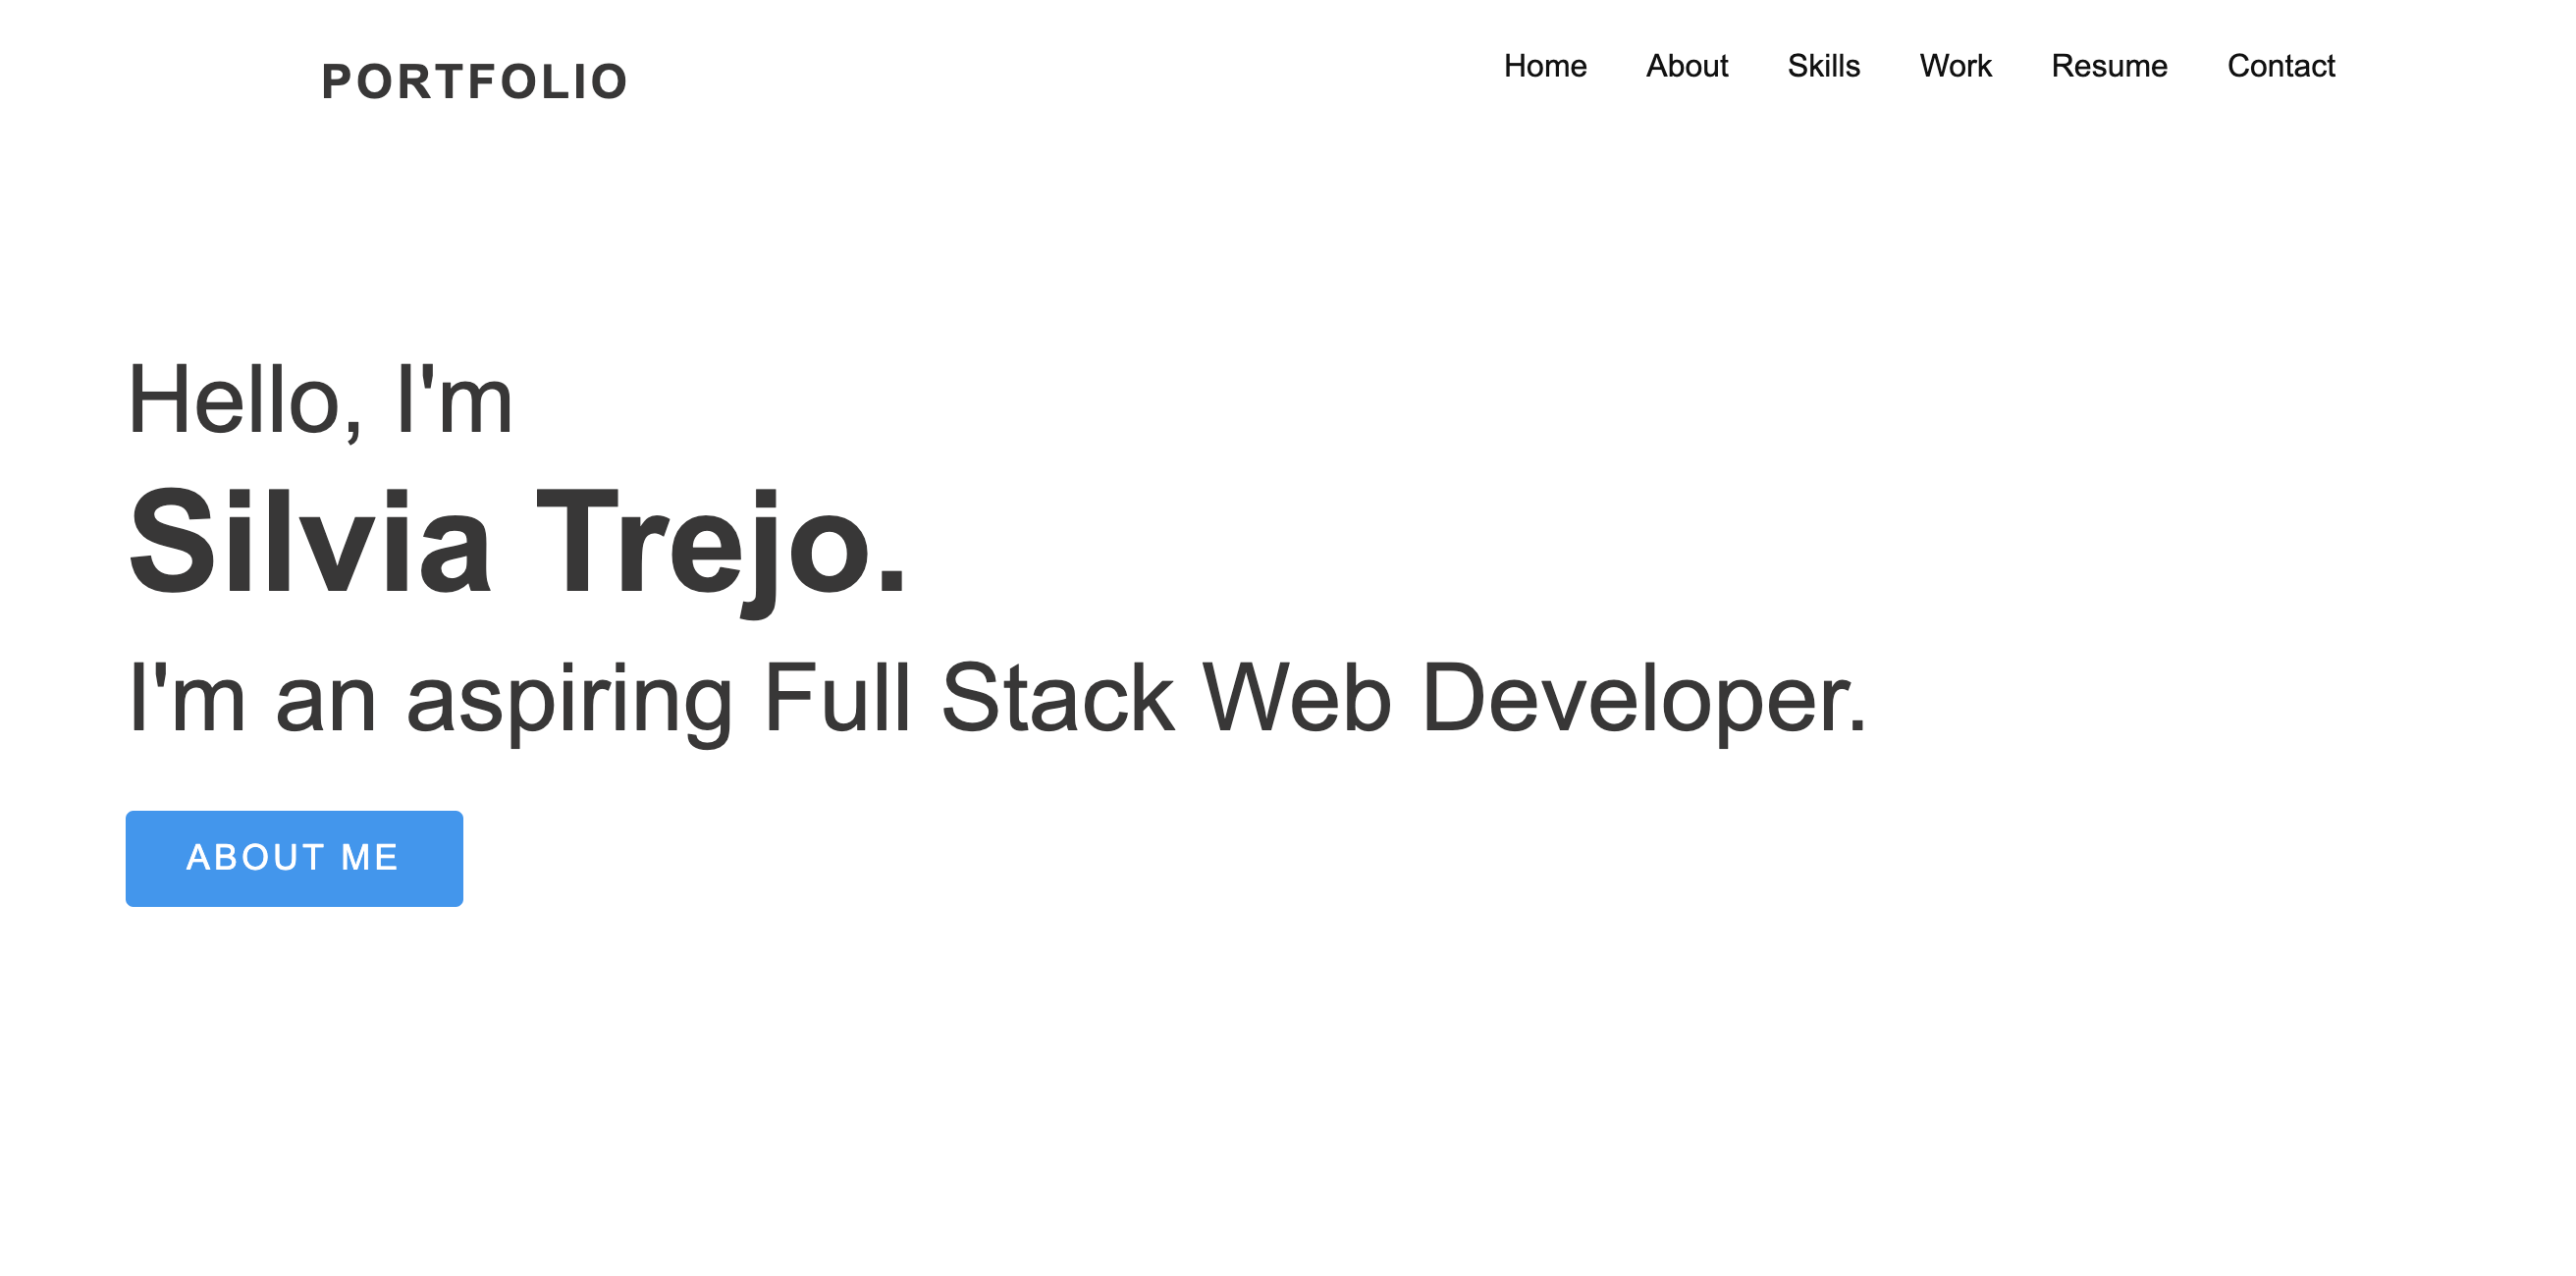 PORTFOLIO
Home About Skills Work Resume Contact
Hello, I'm
Silvia Trejo.
I'm an aspiring Full Stack Web Developer.
ABOUT ME